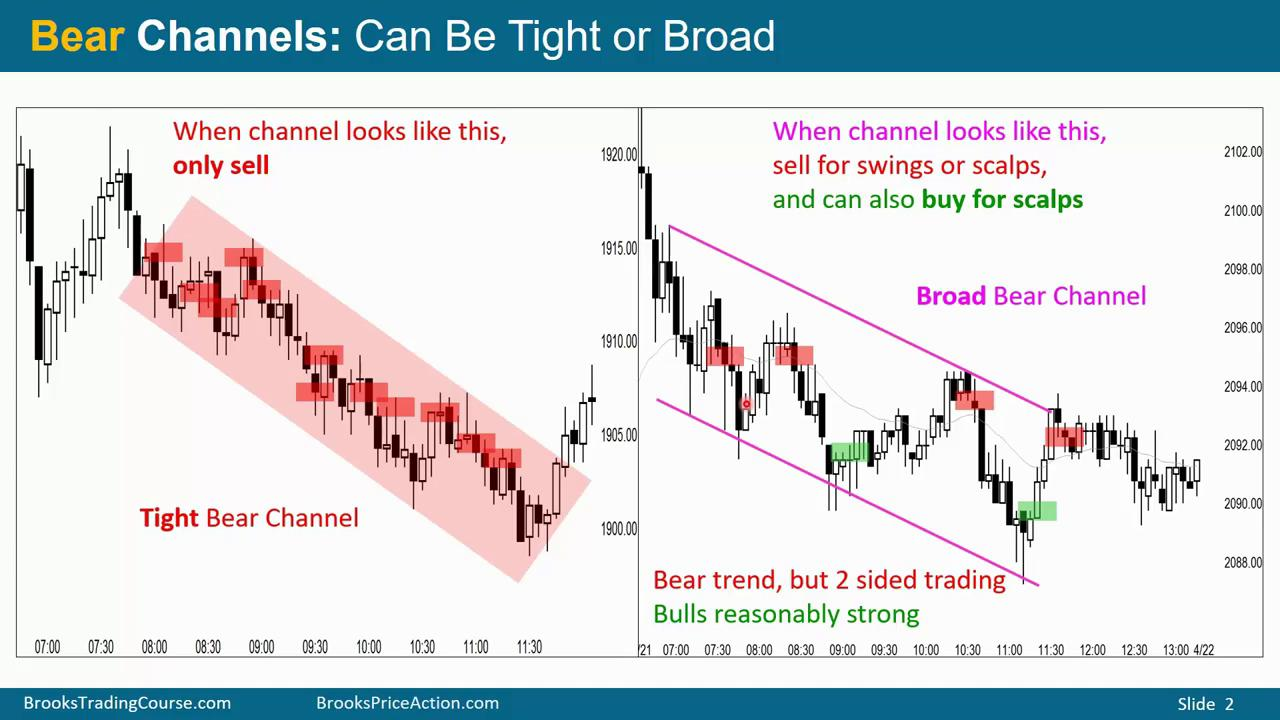 Bear Channels: Can Be Tight or Broad
When channel looks like this,
only sell
1920.00
1915.00
1910.00
1905.00
1900.00
Tight Bear Channel
07:00 07:30 08:00 08:30 09:00 09:30 10:00 10:30 11:00 11:30
When channel looks like this,
sell for swings or scalps,
and can also buy for scalps
2102.00
2100.00
2098.00
2096.00
2094.00
2092.00
2090.00
2088.00
Broad Bear Channel
Bear trend, but 2 sided trading
Bulls reasonably strong
/21 07:00 07:30 08:00 08:30 09:00 09:30 10:00 10:30 11:00 11:30 12:00 12:30 13:00 4/22
BrooksTradingCourse.com BrooksPriceAction.com Slide 2